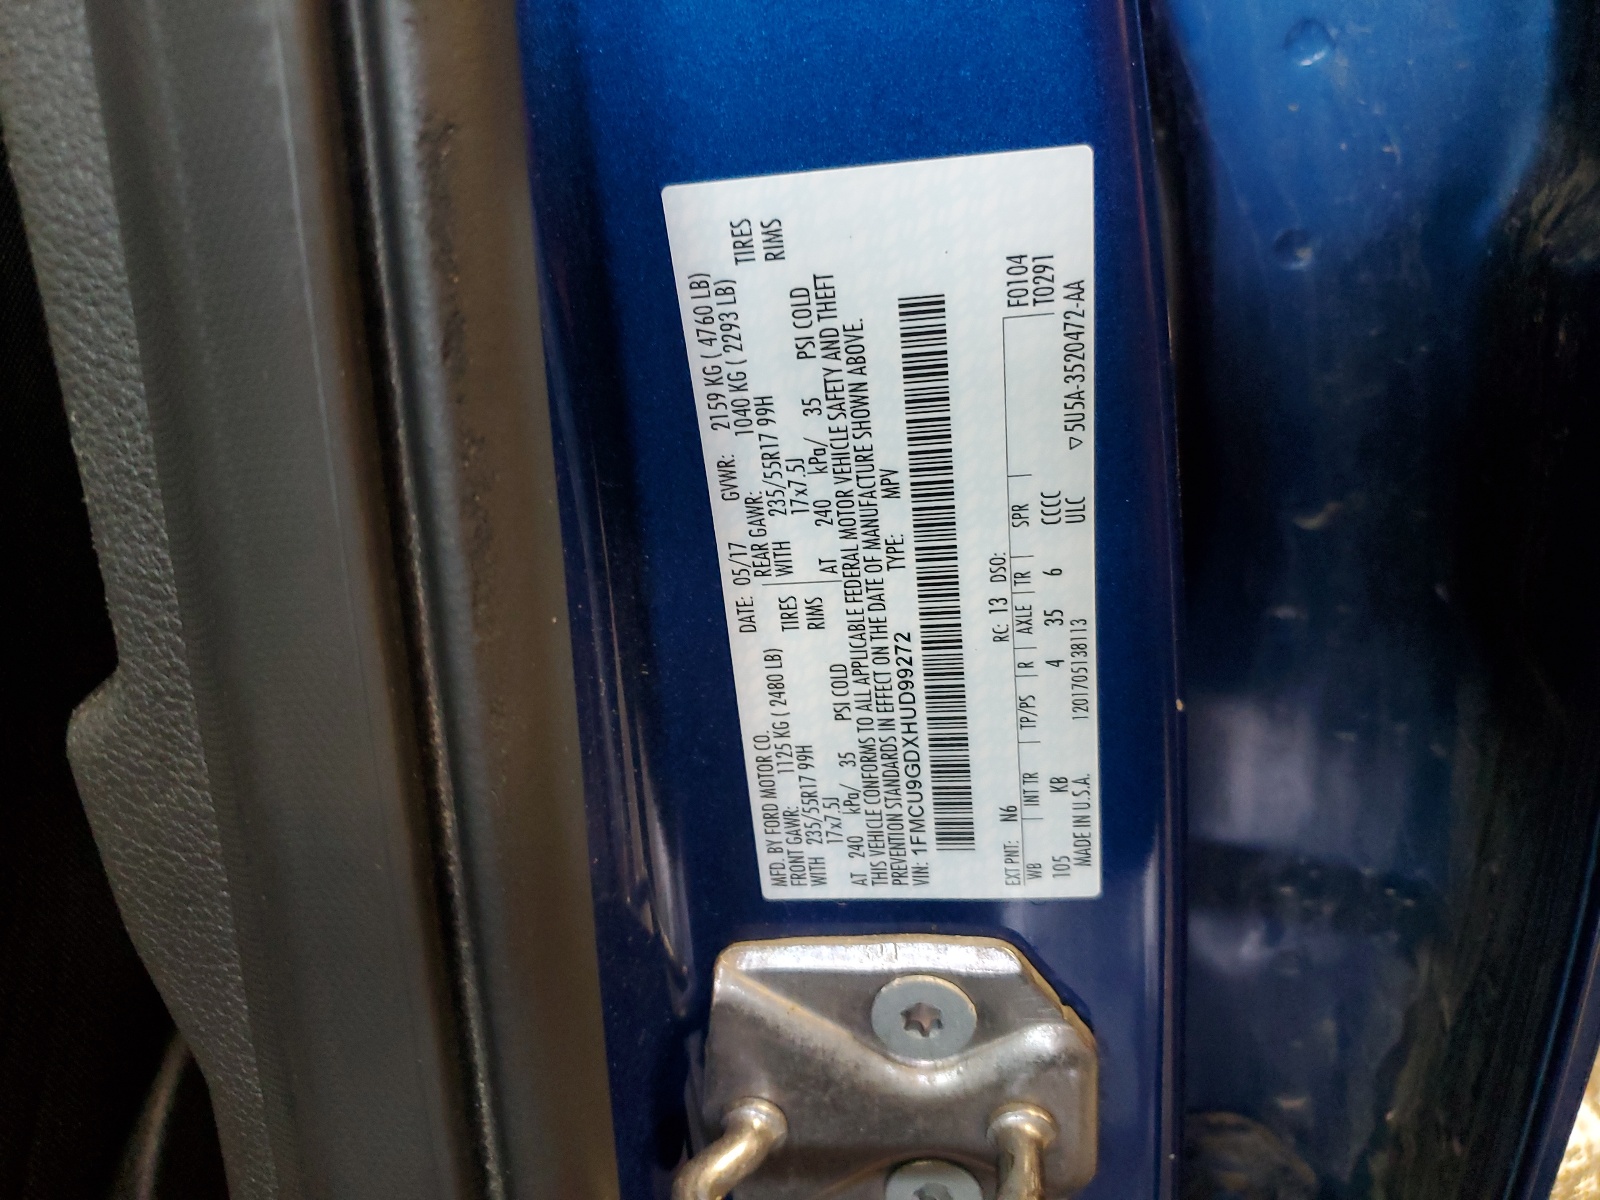 MFD. BY FORD MOTOR CO. DATE: 05/17 GVWR: 2159 KG ( 4760 LB)
FRONT GAWR: 1125 KG ( 2480 LB) REAR GAWR: 1040 KG ( 2293 LB)
WITH 235/55R17 99H TIRES WITH 235/55R17 99H TIRES
17x7.5J RIMS 17x7.5J RIMS
AT 240 kPa/ 35 PSI COLD AT 240 kPa/ 35 PSI COLD
THIS VEHICLE CONFORMS TO ALL APPLICABLE FEDERAL MOTOR VEHICLE SAFETY AND THEFT
PREVENTION STANDARDS IN EFFECT ON THE DATE OF MANUFACTURE SHOWN ABOVE.
VIN: 1FMCU9GDXHUD99272 TYPE: MPV
EXT PNT: N6 RC: 13 DSO: F0104
WB INT TR TP/PS R AXLE TR SPR T0291
105 KB 4 35 6 CCCC
ULC
MADE IN U.S.A. 120170513B113 ▽5U5A-3520472-AA